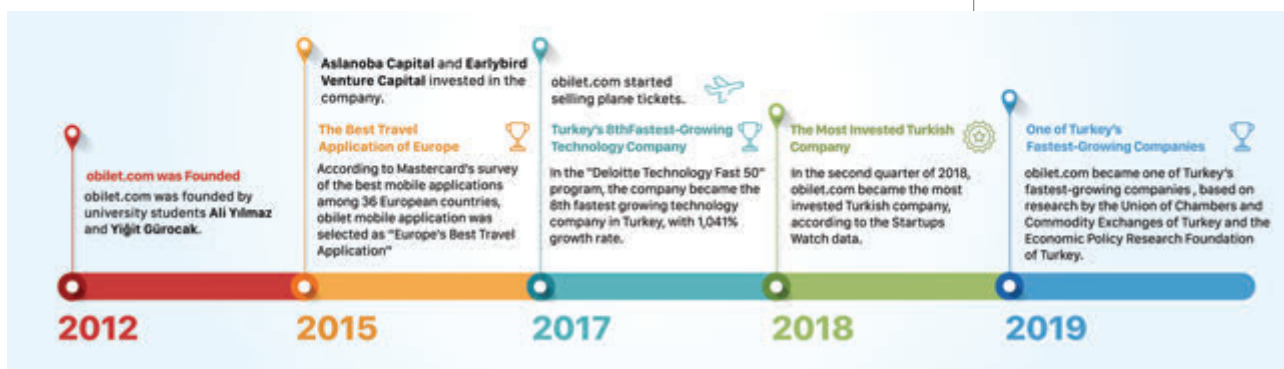 obilet.com was Founded
obilet.com was founded by
university students Ali Yılmaz
and Yiğit Gürocak.
2012
Aslanoba Capital and Earlybird
Venture Capital invested in the
company.
The Best Travel
Application of Europe
According to Mastercard's survey
of the best mobile applications
among 36 European countries,
obilet mobile application was
selected as "Europe's Best Travel
Application"
2015
obilet.com started
selling plane tickets.
Turkey's 8thFastest-Growing
Technology Company
In the "Deloitte Technology Fast 50"
program, the company became the
8th fastest growing technology
company in Turkey, with 1,041%
growth rate.
2017
The Most Invested Turkish
Company
In the second quarter of 2018,
obilet.com became the most
invested Turkish company,
according to the Startups
Watch data.
2018
One of Turkey's
Fastest-Growing Companies
obilet.com became one of Turkey's
fastest-growing companies , based on
research by the Union of Chambers and
Commodity Exchanges of Turkey and the
Economic Policy Research Foundation
of Turkey.
2019